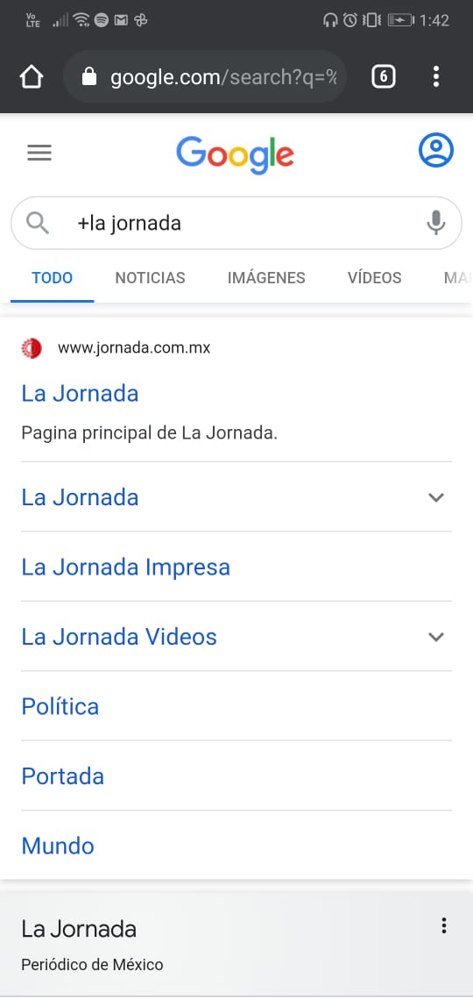 Vo
LTE
1:42
google.com/search?q=%
6
Google
+la jornada
TODO NOTICIAS IMÁGENES VÍDEOS MA
www.jornada.com.mx
La Jornada
Pagina principal de La Jornada.
La Jornada
La Jornada Impresa
La Jornada Videos
Política
Portada
Mundo
La Jornada
Periódico de México